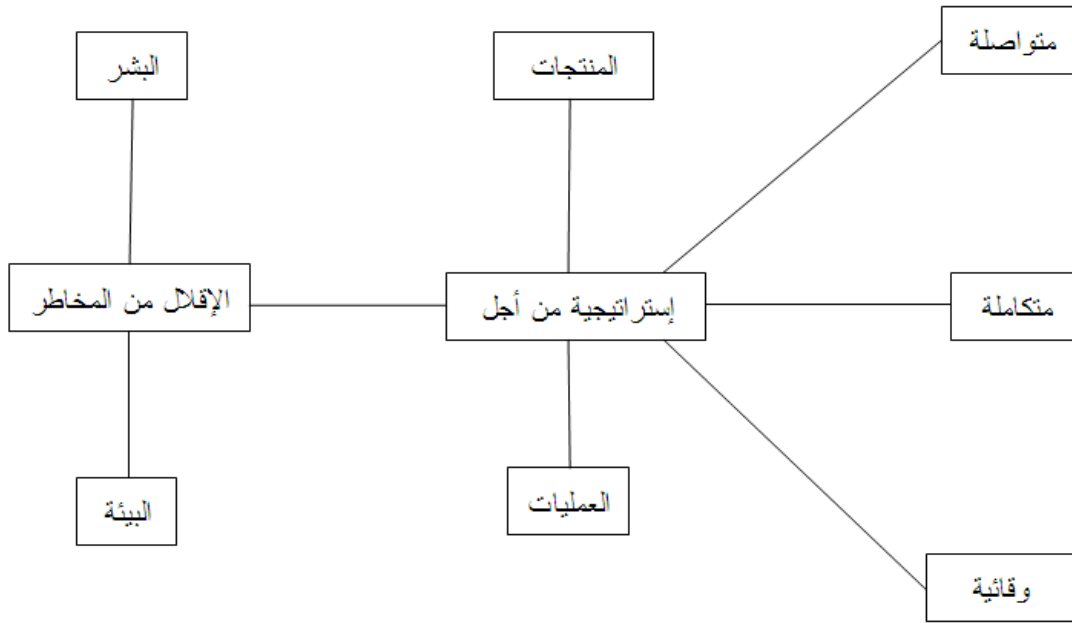 متواصلة
المنتجات
البشر
متكاملة
إستراتيجية من أجل
الإقلال من المخاطر
وقائية
العمليات
البيئة